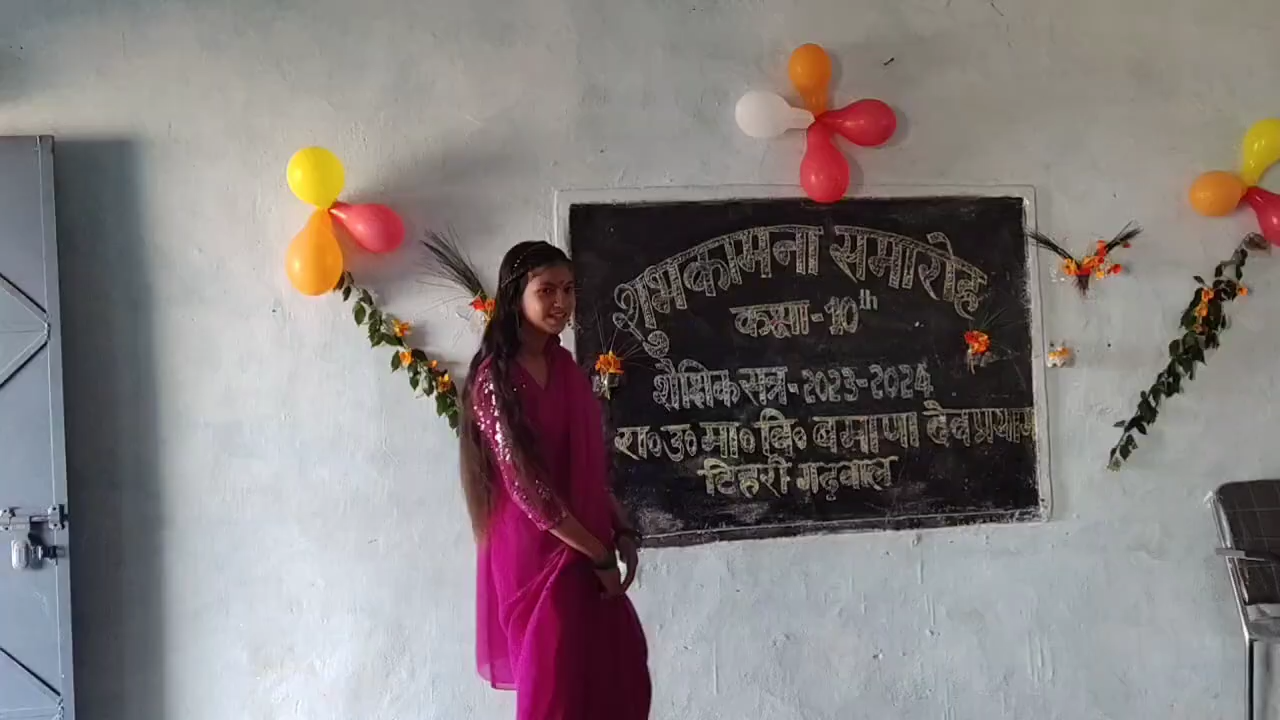 शुभकामना समारोह
कक्षा-10th
शैक्षिक सत्र-2023-2024
रा०उ०मा०वि० बमाणा देवप्रयाग
टिहरी गढ़वाल